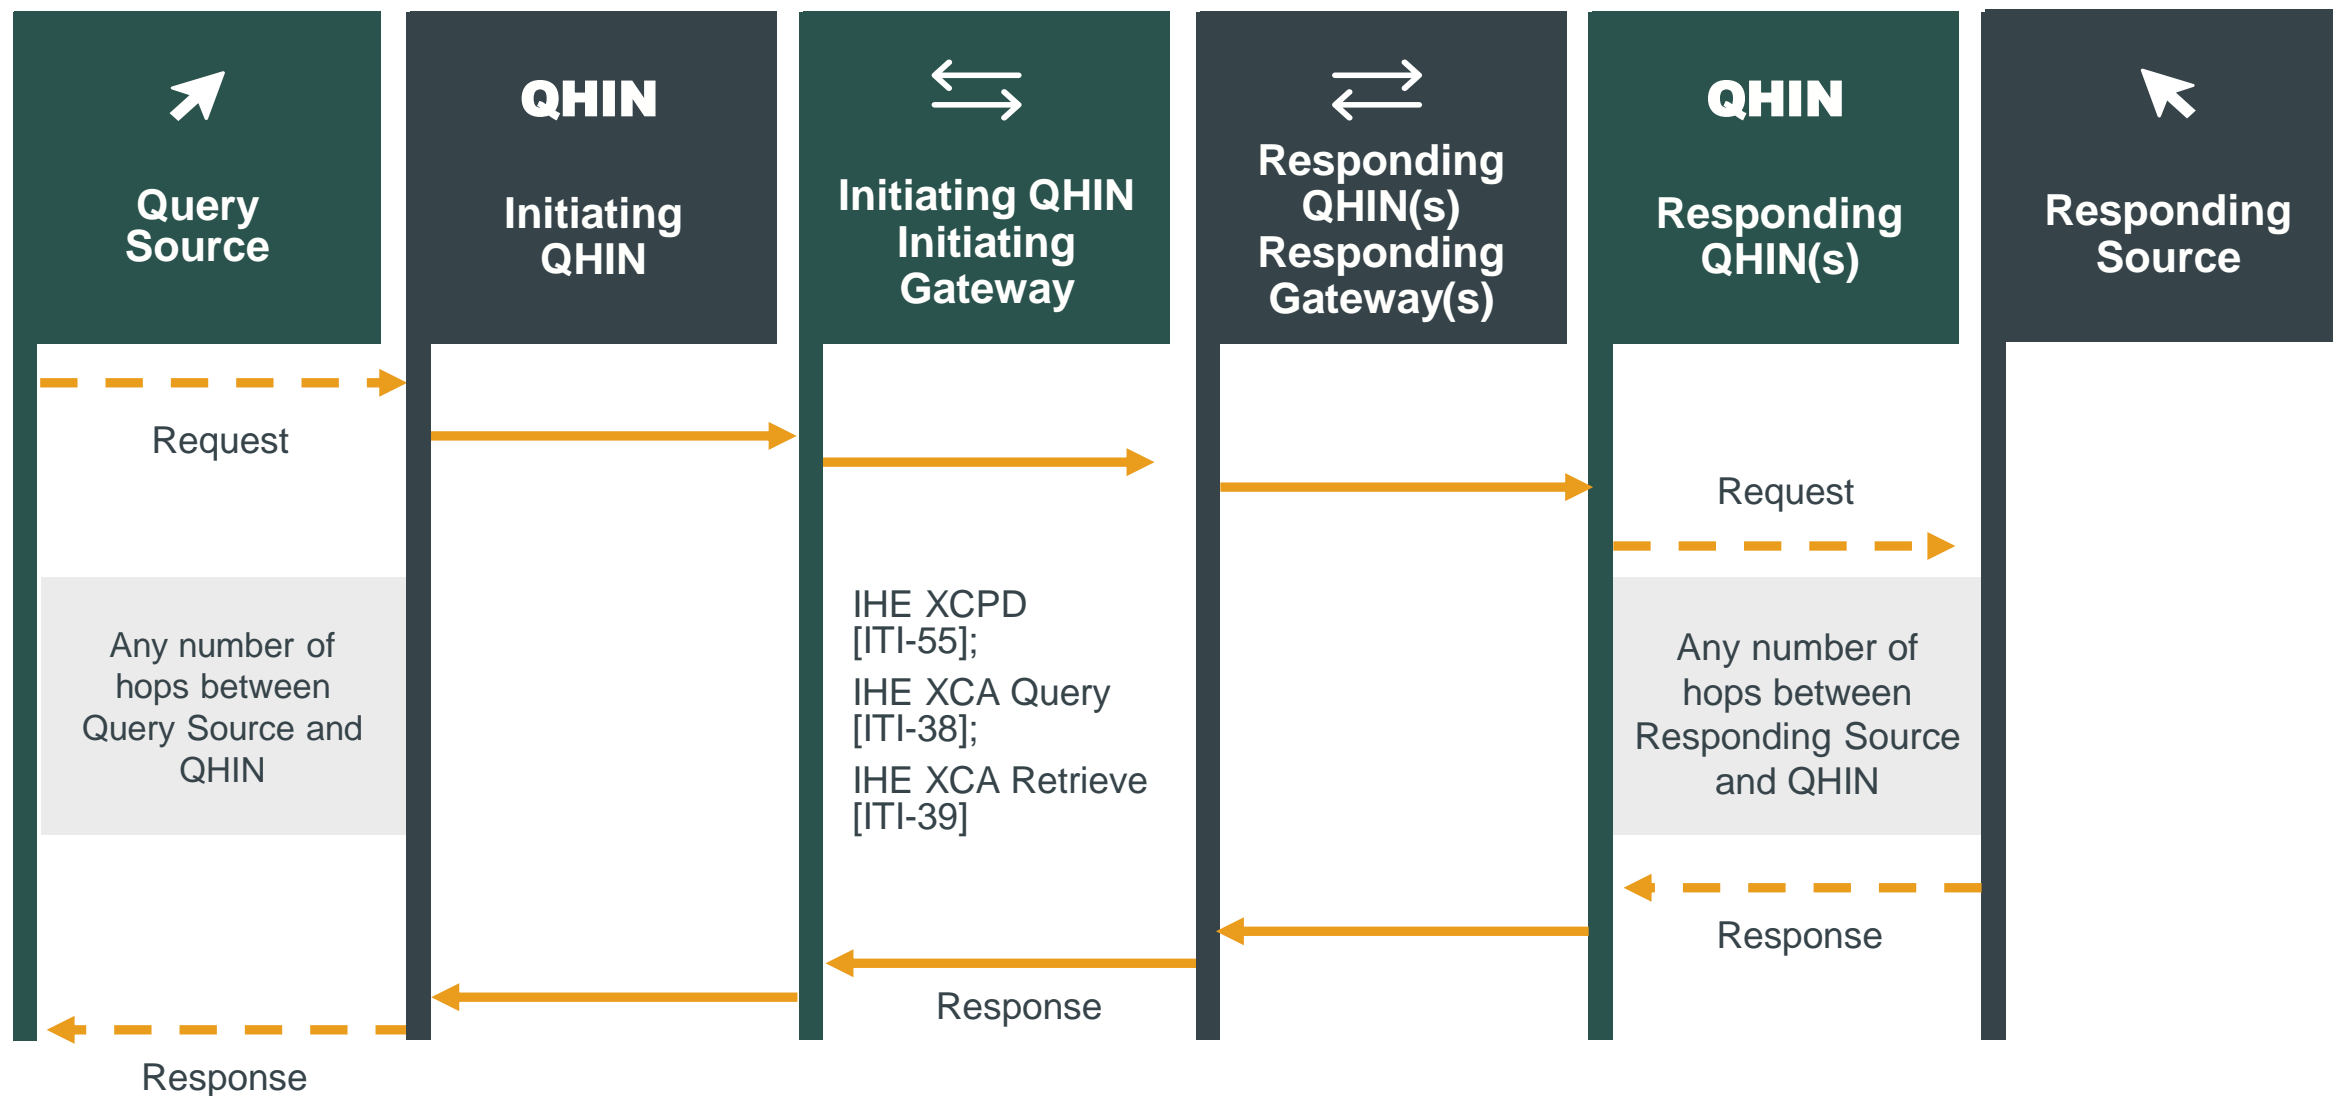 Query
Source
QHIN
Initiating
QHIN
Initiating QHIN
Initiating
Gateway
Responding
QHIN(s)
Responding
Gateway(s)
QHIN
Responding
QHIN(s)
Responding
Source
Request
Request
Any number of
hops between
Query Source and
QHIN
IHE XCPD
[ITI-55];
IHE XCA Query
[ITI-38];
IHE XCA Retrieve
[ITI-39]
Any number of
hops between
Responding Source
and QHIN
Response
Response
Response